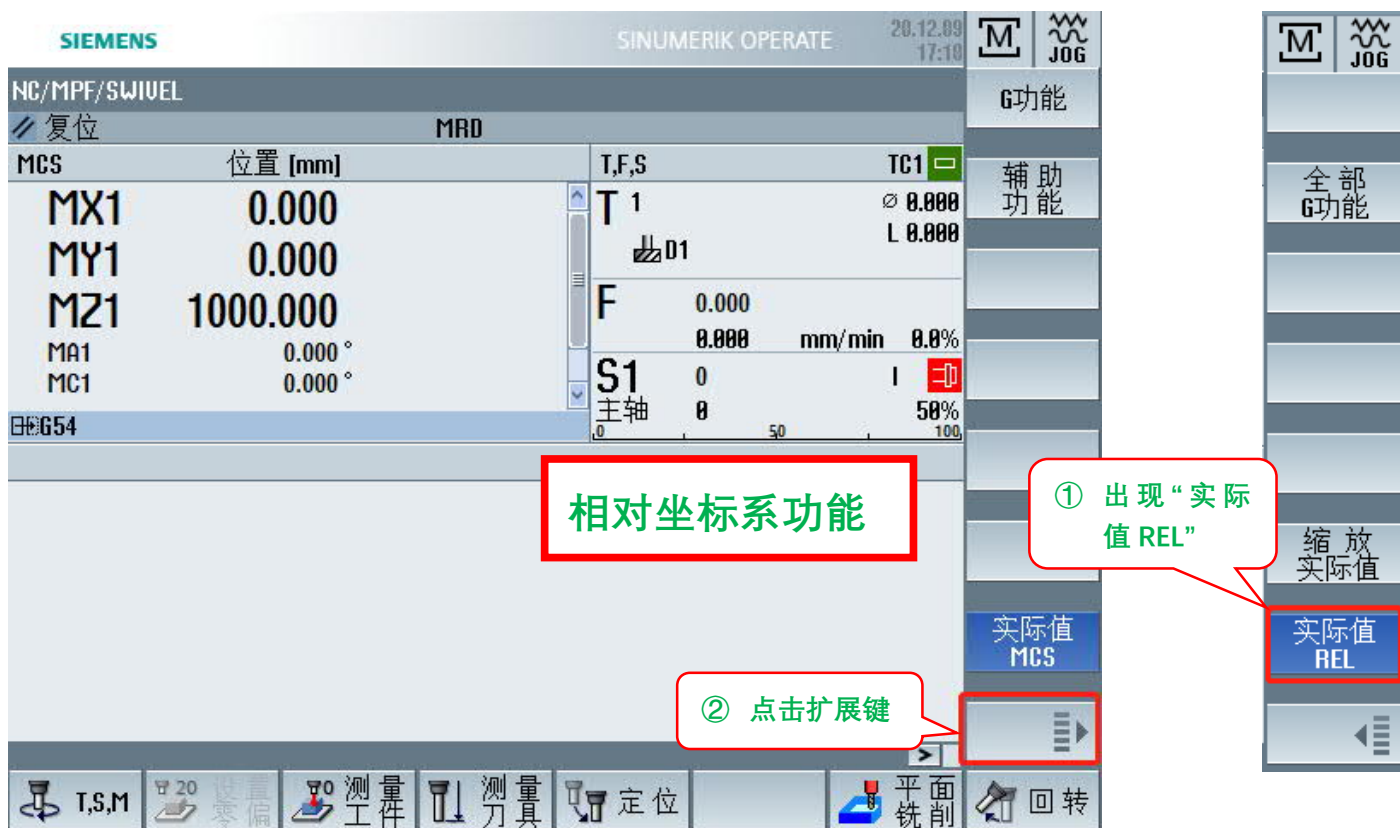 SIEMENS
SINUMERIK OPERATE
20.12.09
17:10
M
JOG
NC/MPF/SWIVEL
复位
MRD
MCS
位置 [mm]
T,F,S
TC1
MX1 0.000
MY1 0.000
MZ1 1000.000
MA1 0.000 °
MC1 0.000 °
G54
T 1
Ø 0.000
L 0.000
D1
F 0.000
0.000 mm/min 0.0%
S1 0 I
主轴 0 50%
0 50 100
G功能
辅助
功能
实际值
MCS
相对坐标系功能
① 出现“实际
值 REL”
② 点击扩展键
>
T,S,M
20 设置
零偏
0 测量
工件
测量
刀具
定位
平面
铣削
回转
M
JOG
全部
G功能
缩放
实际值
实际值
REL